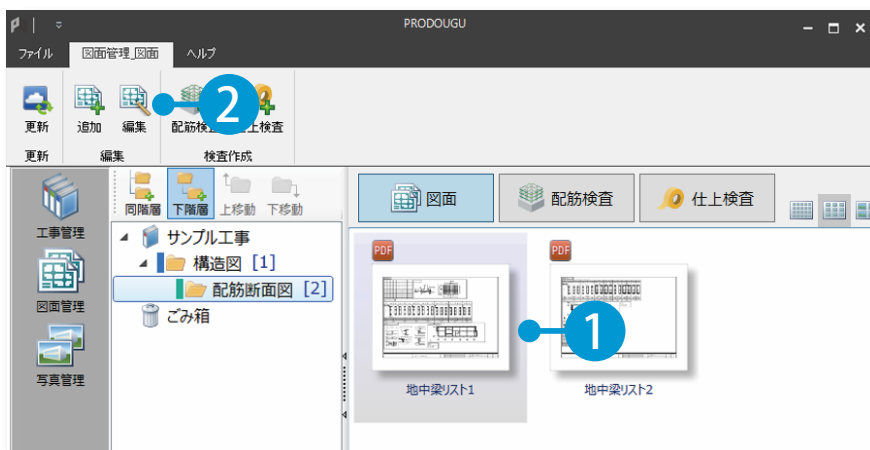 PRODOUGU
ファイル 図面管理_図面 ヘルプ
2
更新 追加 編集 配筋検査 仕上検査
更新 編集 検査作成
同階層 下階層 上移動 下移動
図面 配筋検査 仕上検査
工事管理
図面管理
写真管理
サンプル工事
構造図 [1]
配筋断面図 [2]
ごみ箱
PDF PDF
1
地中梁リスト1 地中梁リスト2